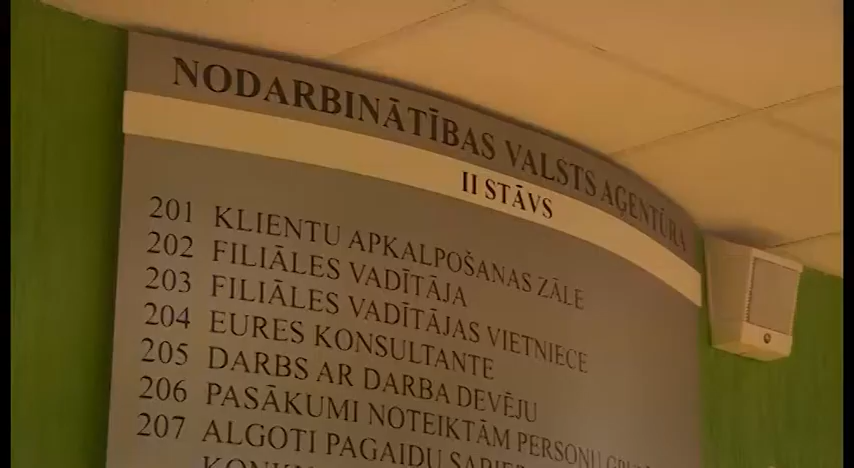 NODARBINĀTĪBAS VALSTS AĢENTŪRA
II STĀVS
201 KLIENTU APKALPOŠANAS ZĀLE
202 FILIĀLES VADĪTĀJA
203 FILIĀLES VADĪTĀJAS VIETNIECE
204 EURES KONSULTANTE
205 DARBS AR DARBA DEVĒJU
206 PASĀKUMI NOTEIKTĀM PERSONU
207 ALGOTI PAGAIDU